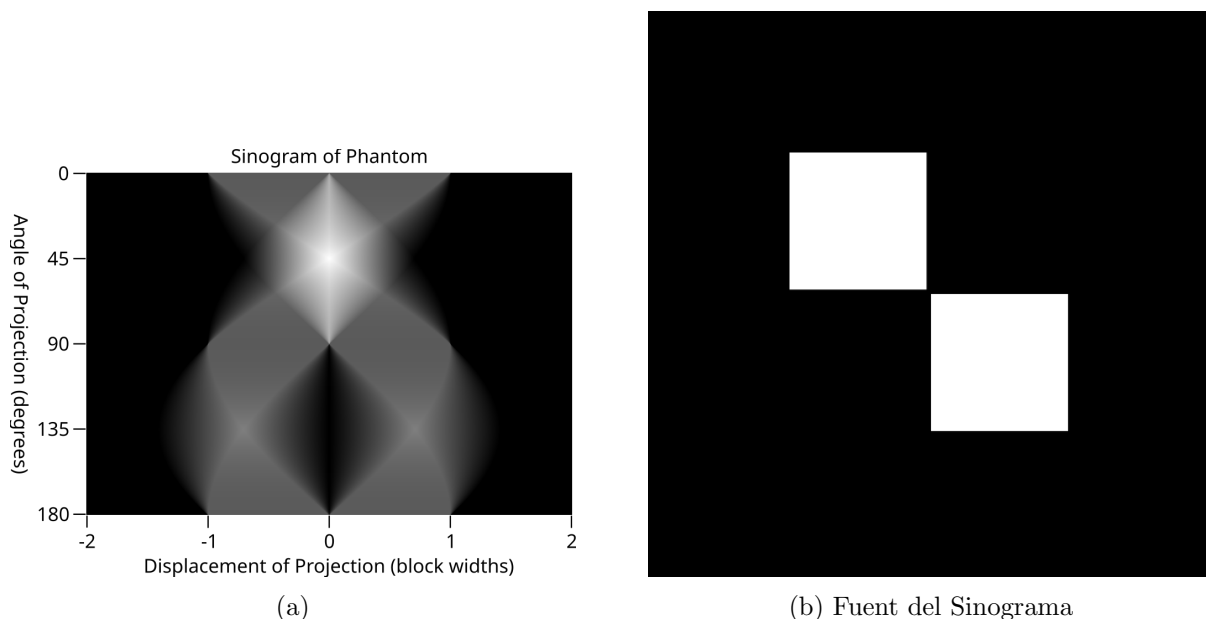 Sinogram of Phantom
Angle of Projection (degrees)
0
45
90
135
180
-2 -1 0 1 2
Displacement of Projection (block widths)
(a)
(b) Fuent del Sinograma